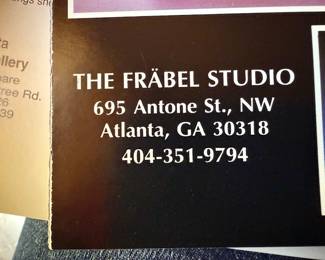 THE FRÄBEL STUDIO
695 Antone St., NW
Atlanta, GA 30318
404-351-9794